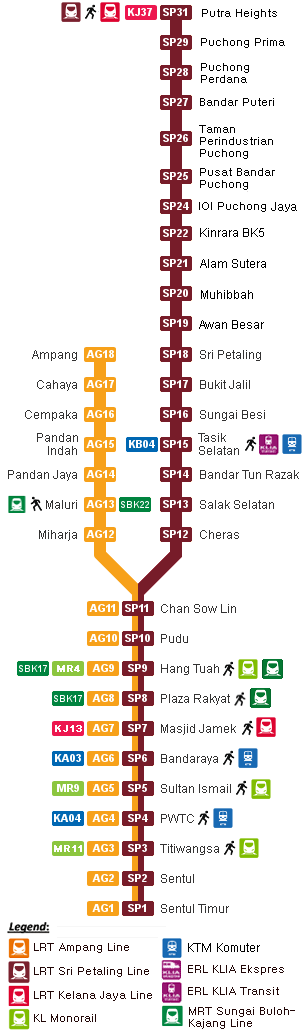 KJ37 SP31 Putra Heights
SP29 Puchong Prima
SP28 Puchong
Perdana
SP27 Bandar Puteri
SP26 Taman
Perindustrian
Puchong
SP25 Pusat Bandar
Puchong
SP24 IOI Puchong Jaya
SP22 Kinrara BK5
SP21 Alam Sutera
SP20 Muhibbah
SP19 Awan Besar
Ampang AG18 SP18 Sri Petaling
Cahaya AG17 SP17 Bukit Jalil
Cempaka AG16 SP16 Sungai Besi
Pandan
Indah AG15 KB04 SP15 Tasik
Selatan
Pandan Jaya AG14 SP14 Bandar Tun Razak
Maluri AG13 SBK22 SP13 Salak Selatan
Miharja AG12 SP12 Cheras
AG11 SP11 Chan Sow Lin
AG10 SP10 Pudu
SBK17 MR4 AG9 SP9 Hang Tuah
SBK17 AG8 SP8 Plaza Rakyat
KJ13 AG7 SP7 Masjid Jamek
KA03 AG6 SP6 Bandaraya
MR9 AG5 SP5 Sultan Ismail
KA04 AG4 SP4 PWTC
MR11 AG3 SP3 Titiwangsa
AG2 SP2 Sentul
AG1 SP1 Sentul Timur
Legend:
LRT Ampang Line
LRT Sri Petaling Line
LRT Kelana Jaya Line
KL Monorail
KTM Komuter
ERL KLIA Ekspres
ERL KLIA Transit
MRT Sungai Buloh-
Kajang Line